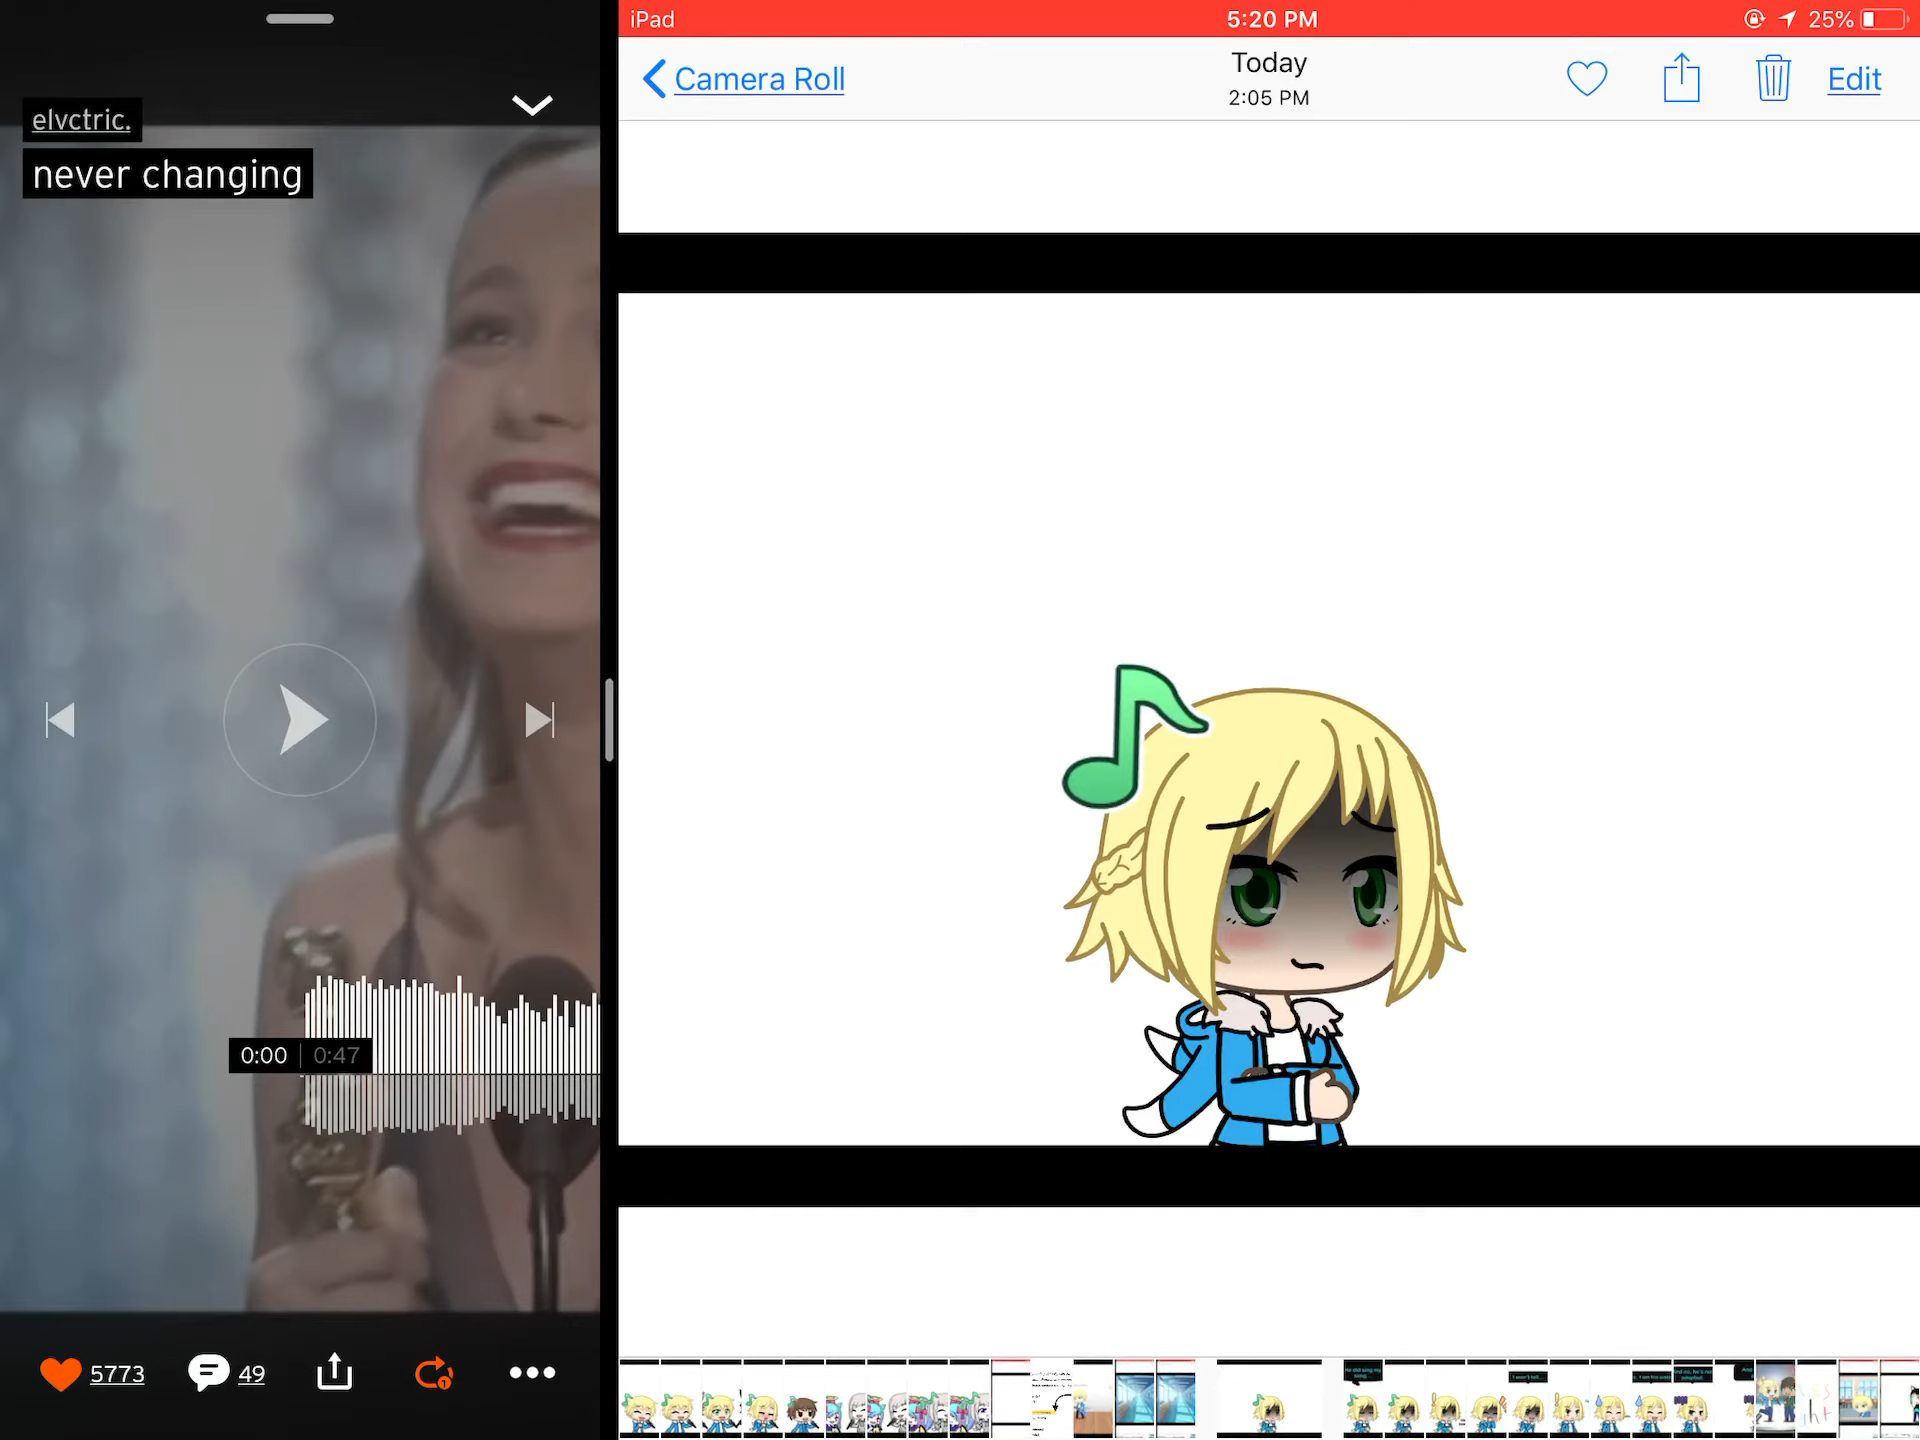 elvctric.
never changing
0:00 | 0:47
5773
49
iPad
5:20 PM
25%
Camera Roll
Today
2:05 PM
Edit